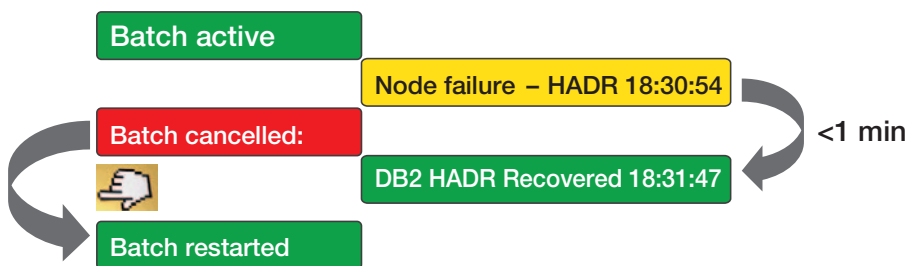 Batch active
Node failure – HADR 18:30:54
Batch cancelled:
<1 min
DB2 HADR Recovered 18:31:47
Batch restarted